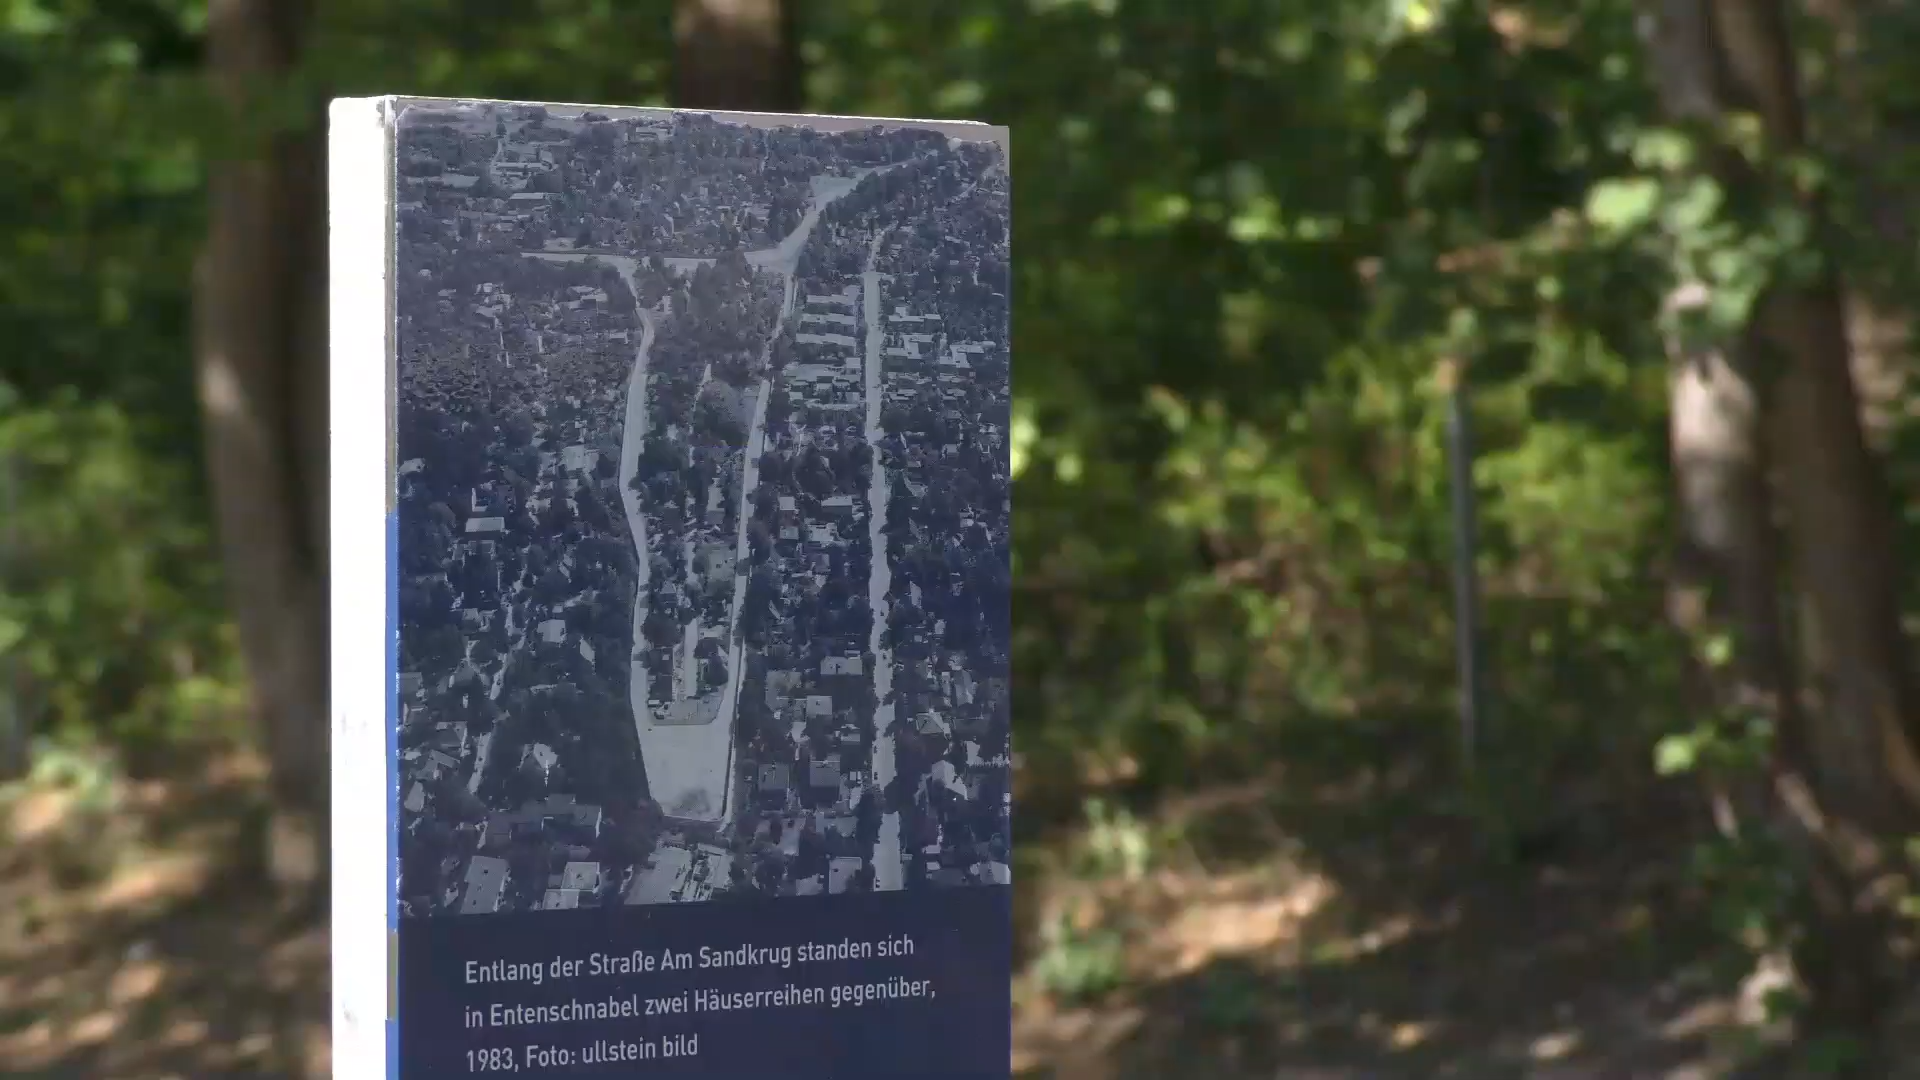 Entlang der Straße Am Sandkrug standen sich
in Entenschnabel zwei Häuserreihen gegenüber,
1983, Foto: ullstein bild